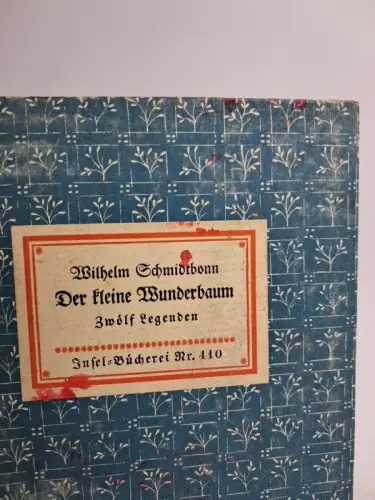 Wilhelm Schmidtbonn
Der kleine Wunderbaum
Zwölf Legenden
Insel-Bücherei Nr. 410